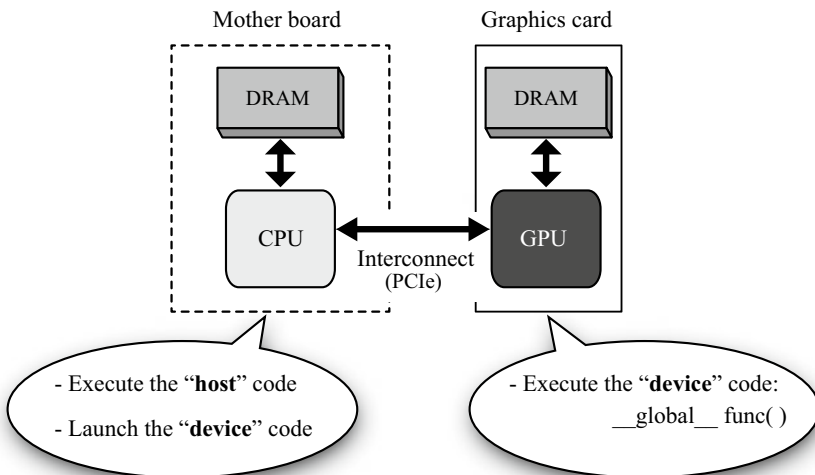 Mother board
Graphics card
DRAM
DRAM
CPU
GPU
Interconnect
(PCIe)
- Execute the “host” code
- Launch the “device” code
- Execute the “device” code:
__global__ func( )